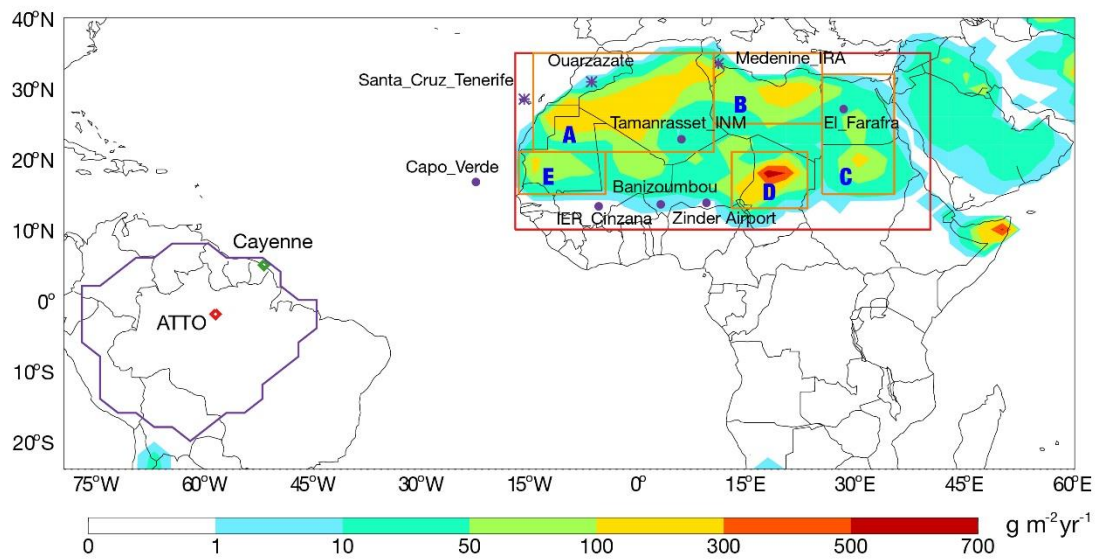 40°N
Ouarzazate
Medenine_IRA
Santa_Cruz_Tenerife
30°N
B
Tamanrasset_INM
El_Farafra
A
20°N
Capo_Verde
E
Banizoumbou
D
C
IER_Cinzana
Zinder Airport
10°N
Cayenne
0°
ATTO
10°S
20°S
75°W 60°W 45°W 30°W 15°W 0° 15°E 30°E 45°E 60°E
g m⁻²yr⁻¹
0 1 10 50 100 300 500 700